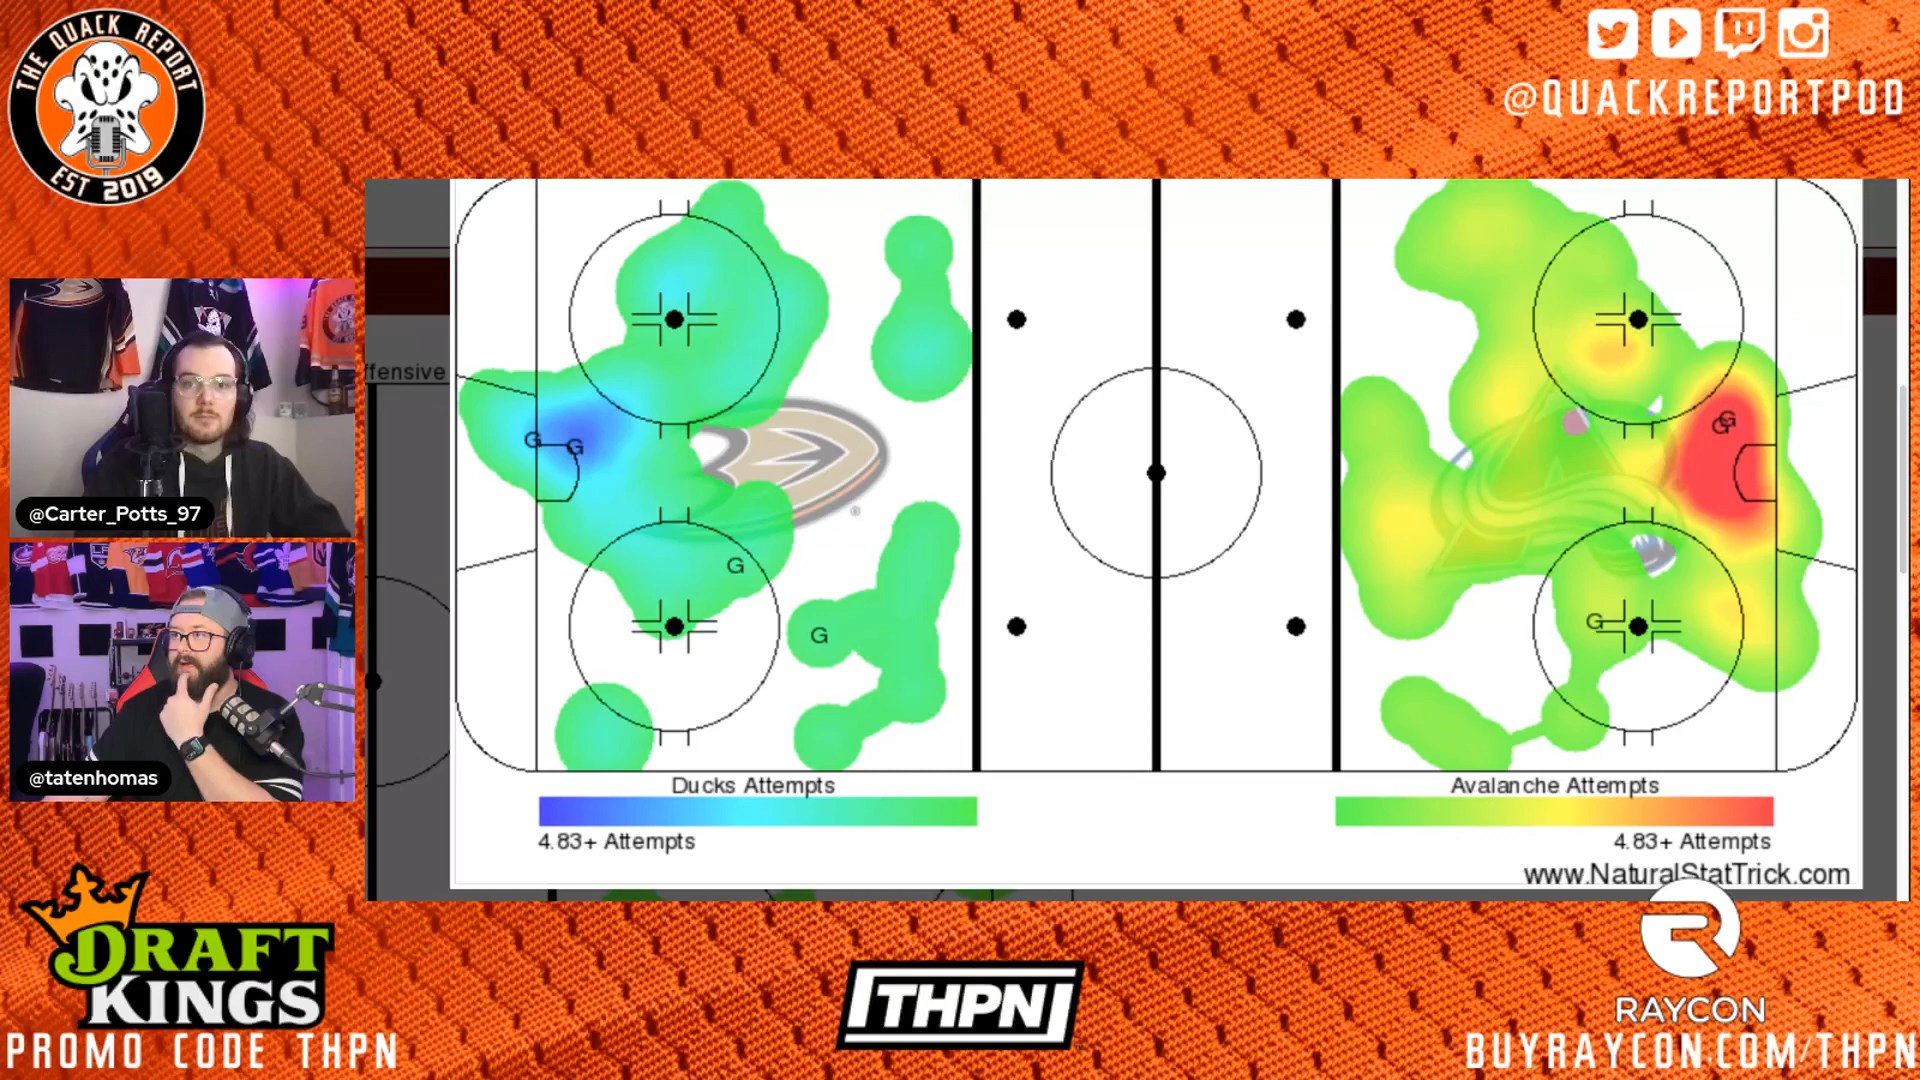 THE QUACK REPORT
EST 2019
@QUACKREPORTPOD
ffensive
@Carter_Potts_97
@tatenhomas
G
G
G
G
G
G
G
Ducks Attempts
4.83+ Attempts
Avalanche Attempts
4.83+ Attempts
www.NaturalStatTrick.com
DRAFT
KINGS
PROMO CODE THPN
THPN
RAYCON
BUYRAYCON.COM/THPN